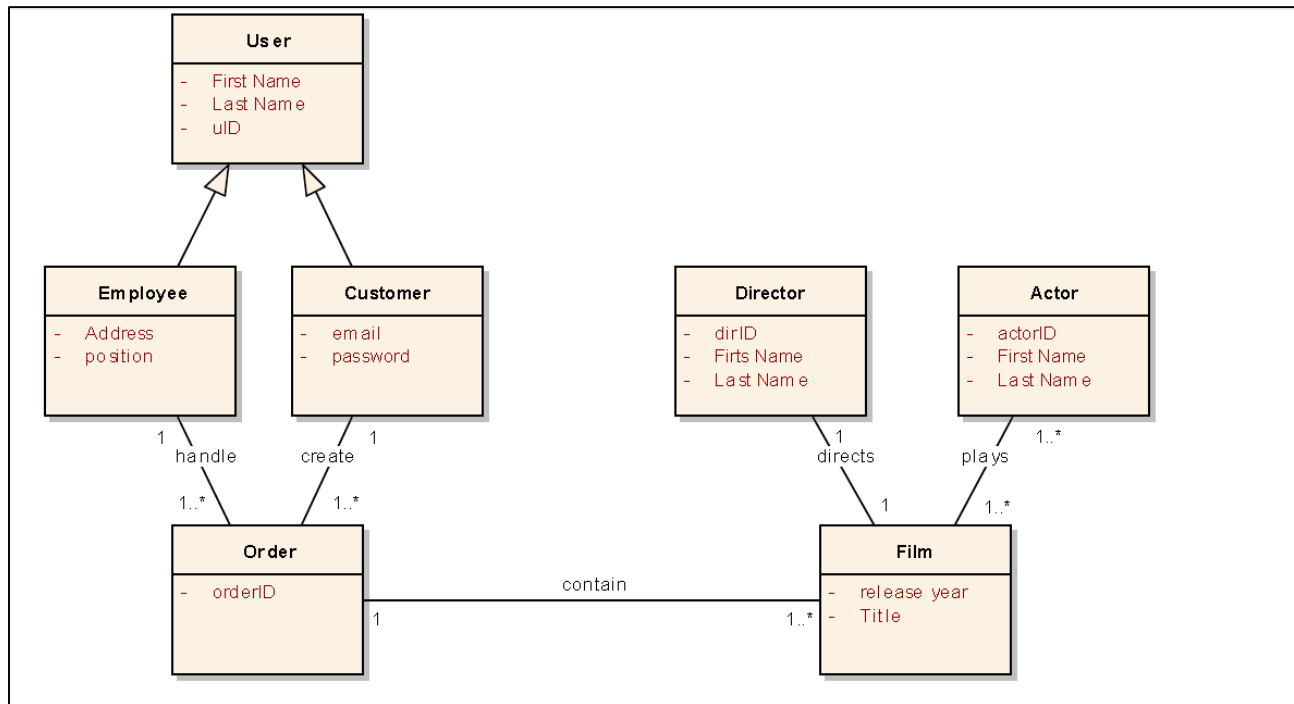 User
- First Name
- Last Name
- uID
Employee
- Address
- position
Customer
- email
- password
Director
- dirID
- Firts Name
- Last Name
Actor
- actorID
- First Name
- Last Name
1
handle
1..*
1
create
1..*
1
directs
1
1..*
plays
1..*
Order
- orderID
contain
1
1..*
Film
- release year
- Title